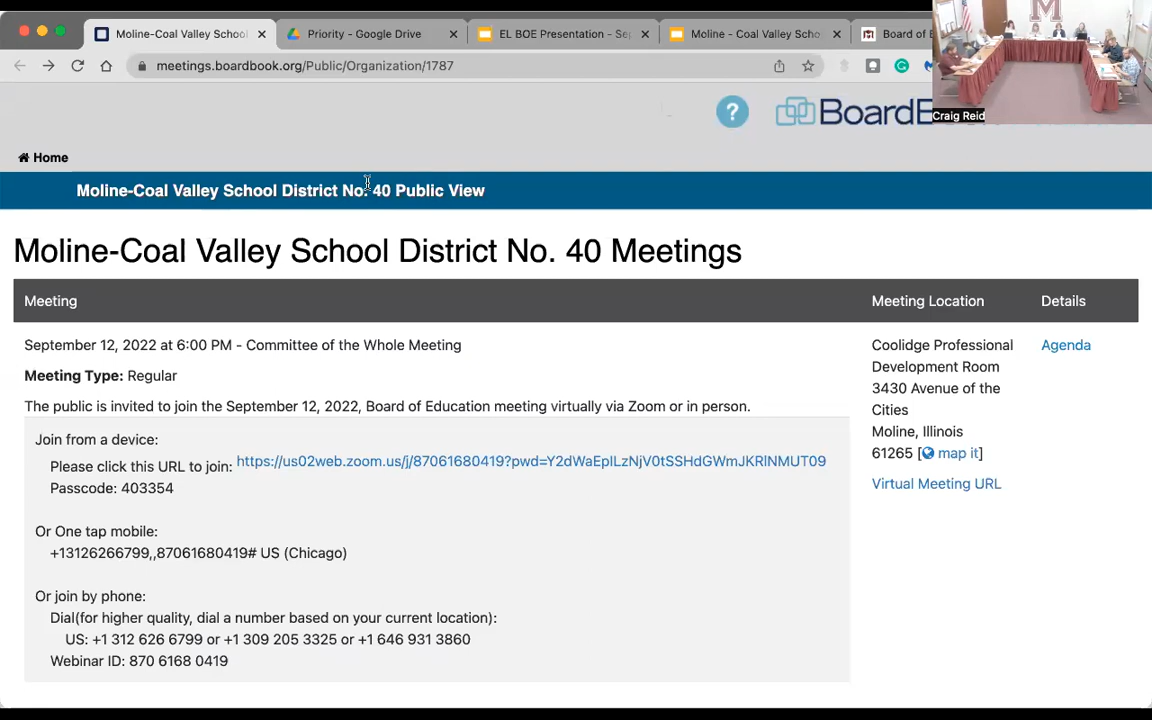 Moline-Coal Valley School
Priority - Google Drive
EL BOE Presentation - Se
Moline - Coal Valley Scho
Board of E
M
meetings.boardbook.org/Public/Organization/1787
?
BoardB
Craig Reid
Home
Moline-Coal Valley School District No. 40 Public View
Moline-Coal Valley School District No. 40 Meetings
Meeting
Meeting Location
Details
September 12, 2022 at 6:00 PM - Committee of the Whole Meeting
Meeting Type: Regular
The public is invited to join the September 12, 2022, Board of Education meeting virtually via Zoom or in person.
Join from a device:
Please click this URL to join: https://us02web.zoom.us/j/87061680419?pwd=Y2dWaEplLzNjV0tSSHdGWmJKRlNMUT09
Passcode: 403354
Or One tap mobile:
+13126266799,,87061680419# US (Chicago)
Or join by phone:
Dial(for higher quality, dial a number based on your current location):
US: +1 312 626 6799 or +1 309 205 3325 or +1 646 931 3860
Webinar ID: 870 6168 0419
Coolidge Professional
Development Room
3430 Avenue of the
Cities
Moline, Illinois
61265 [ map it]
Virtual Meeting URL
Agenda